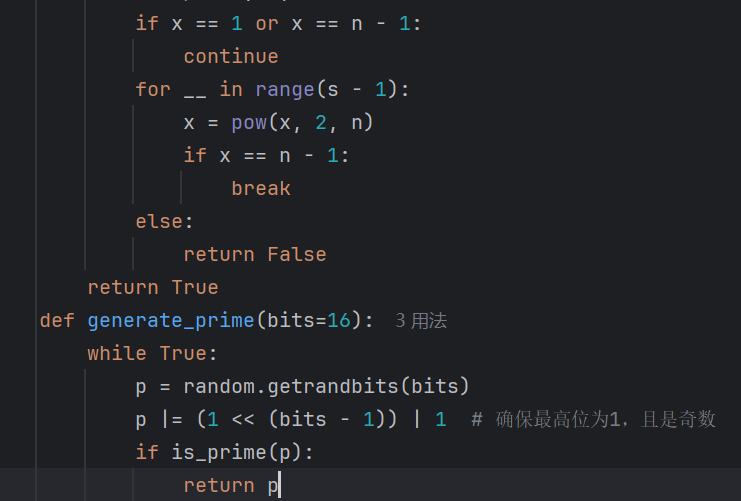 if x == 1 or x == n - 1:
continue
for __ in range(s - 1):
x = pow(x, 2, n)
if x == n - 1:
break
else:
return False
return True
def generate_prime(bits=16): 3 用法
while True:
p = random.getrandbits(bits)
p |= (1 << (bits - 1)) | 1 # 确保最高位为1，且是奇数
if is_prime(p):
return p